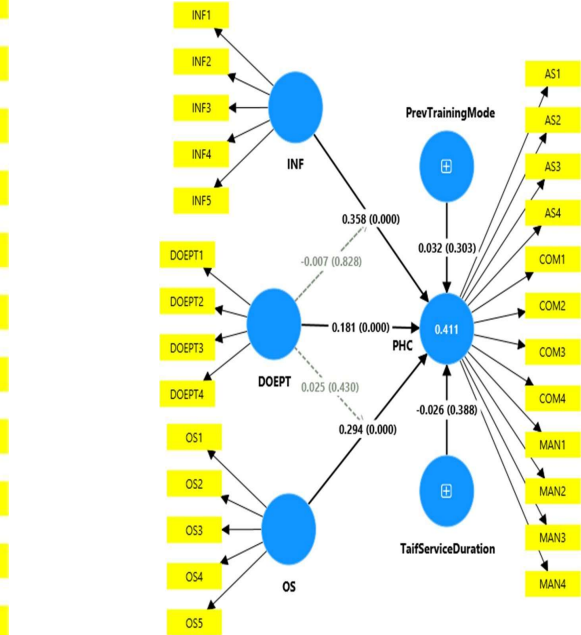 INF1
INF2
INF3
INF4
INF5
INF
DOEPT1
DOEPT2
DOEPT3
DOEPT4
DOEPT
OS1
OS2
OS3
OS4
OS5
OS
0.358 (0.000)
-0.007 (0.828)
0.181 (0.000)
0.025 (0.430)
0.294 (0.000)
PrevTrainingMode
0.032 (0.303)
0.411
PHC
-0.026 (0.388)
TaifServiceDuration
AS1
AS2
AS3
AS4
COM1
COM2
COM3
COM4
MAN1
MAN2
MAN3
MAN4